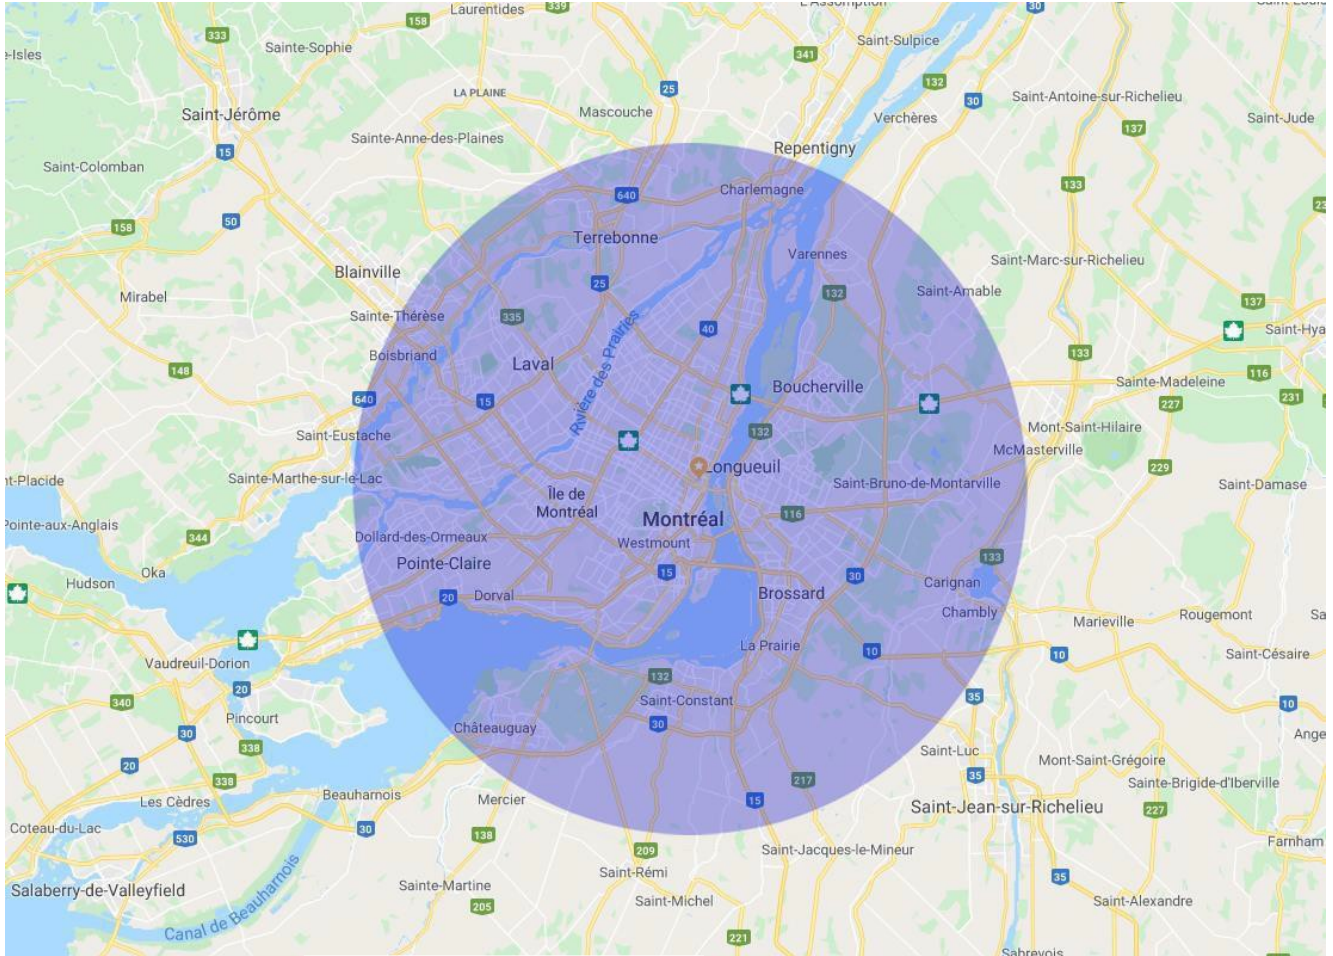 Laurentides
339
L'Assomption
30
158
333
Sainte-Sophie
Saint-Sulpice
e-Isles
341
132
25
LA PLAINE
30
Saint-Antoine-sur-Richelieu
Saint-Jérôme
Mascouche
Verchères
Saint-Jude
137
Sainte-Anne-des-Plaines
15
Repentigny
Saint-Colomban
133
Charlemagne
640
158
50
Terrebonne
Varennes
Saint-Marc-sur-Richelieu
Blainville
25
132
Saint-Amable
Mirabel
137
Sainte-Thérèse
335
40
Saint-Hya
Rivière des Prairies
Boisbriand
133
Laval
148
116
Sainte-Madeleine
Boucherville
640
15
227
231
Mont-Saint-Hilaire
Saint-Eustache
132
McMasterville
Longueuil
229
Sainte-Marthe-sur-le-Lac
nt-Placide
Saint-Bruno-de-Montarville
Saint-Damase
Île de
Montréal
Montréal
116
Pointe-aux-Anglais
344
Dollard-des-Ormeaux
Westmount
133
Pointe-Claire
Oka
15
30
Hudson
Carignan
20
Dorval
Brossard
Chambly
Rougemont
Marieville
Sa
La Prairie
10
10
Saint-Césaire
Vaudreuil-Dorion
132
20
340
Saint-Constant
35
10
Pincourt
30
30
Châteauguay
338
Ange
Saint-Luc
Mont-Saint-Grégoire
20
338
35
217
Sainte-Brigide-d'Iberville
Les Cèdres
Beauharnois
Mercier
15
Saint-Jean-sur-Richelieu
227
Coteau-du-Lac
530
30
138
Farnham
209
Saint-Jacques-le-Mineur
Saint-Rémi
35
Salaberry-de-Valleyfield
Sainte-Martine
Canal de Beauharnois
205
Saint-Michel
Saint-Alexandre
221
Sabrevois